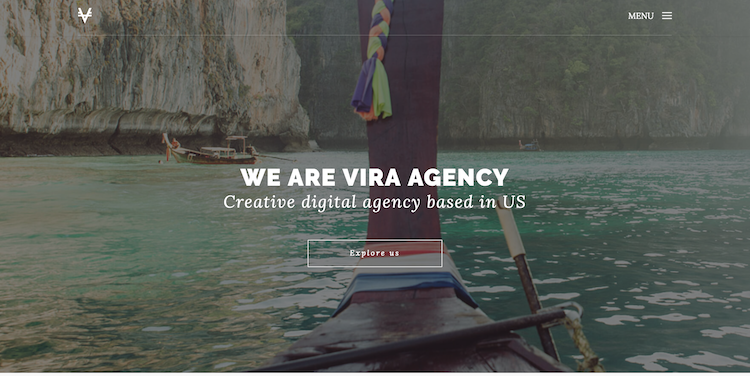 MENU
WE ARE VIRA AGENCY
Creative digital agency based in US
Explore us